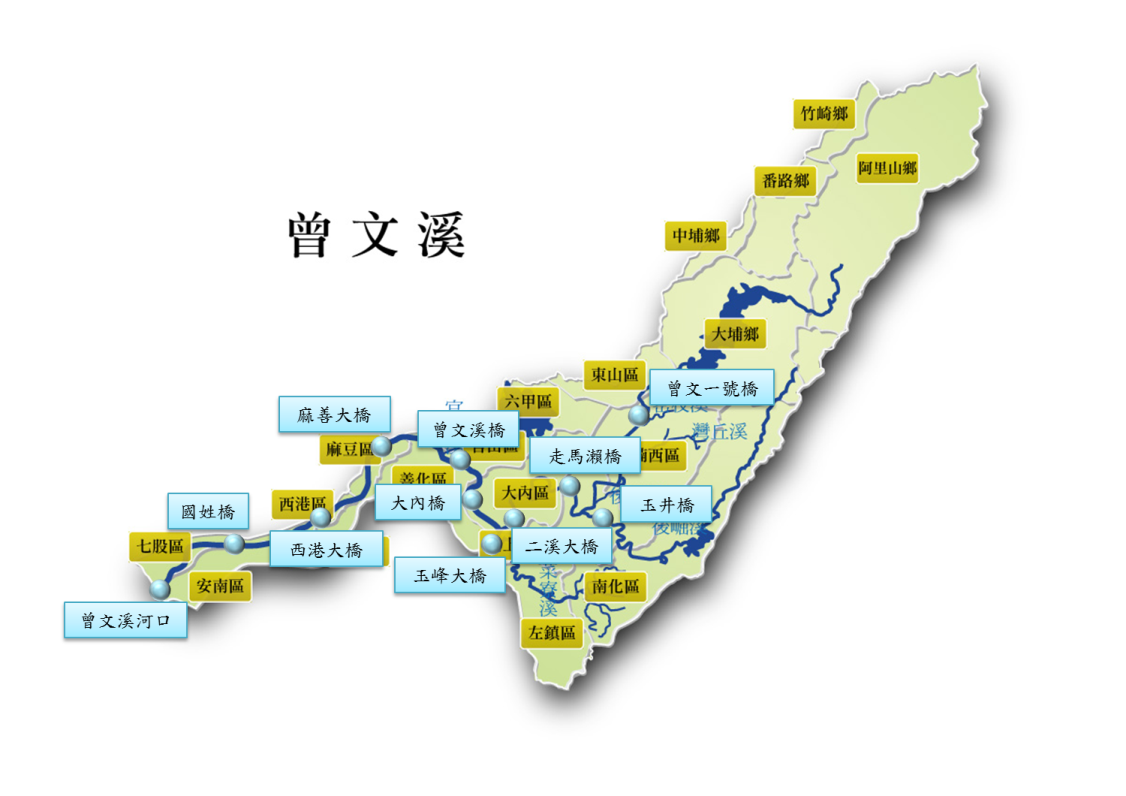 竹崎鄉
阿里山鄉
番路鄉
曾文溪
中埔鄉
大埔鄉
東山區
曾文一號橋
六甲區
麻善大橋
曾文溪橋
灣丘溪
麻豆區
走馬瀨橋
西區
善化區
大內橋
大內區
玉井橋
國姓橋
西港區
後堀溪
七股區
西港大橋
二溪大橋
玉峰大橋
安南區
菜寮溪
南化區
曾文溪河口
左鎮區